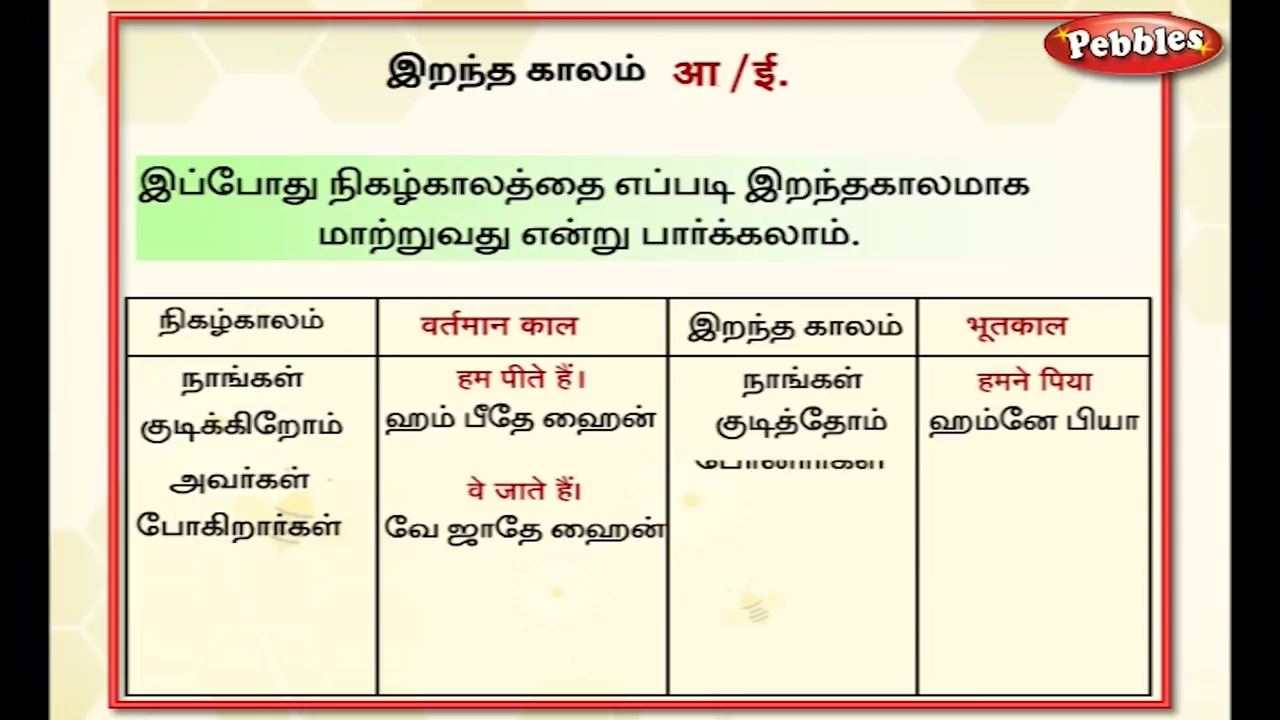 Pebbles
இறந்த காலம் आ /ई.
இப்போது நிகழ்காலத்தை எப்படி இறந்தகாலமாக
மாற்றுவது என்று பார்க்கலாம்.
நிகழ்காலம்
वर्तमान काल
இறந்த காலம்
भूतकाल
நாங்கள்
குடிக்கிறோம்
हम पीते हैं।
ஹம் பீதே ஹைன்
நாங்கள்
குடித்தோம்
हमने पिया
ஹம்னே பியா
அவர்கள்
போகிறார்கள்
वे जाते हैं।
வே ஜாதே ஹைன்